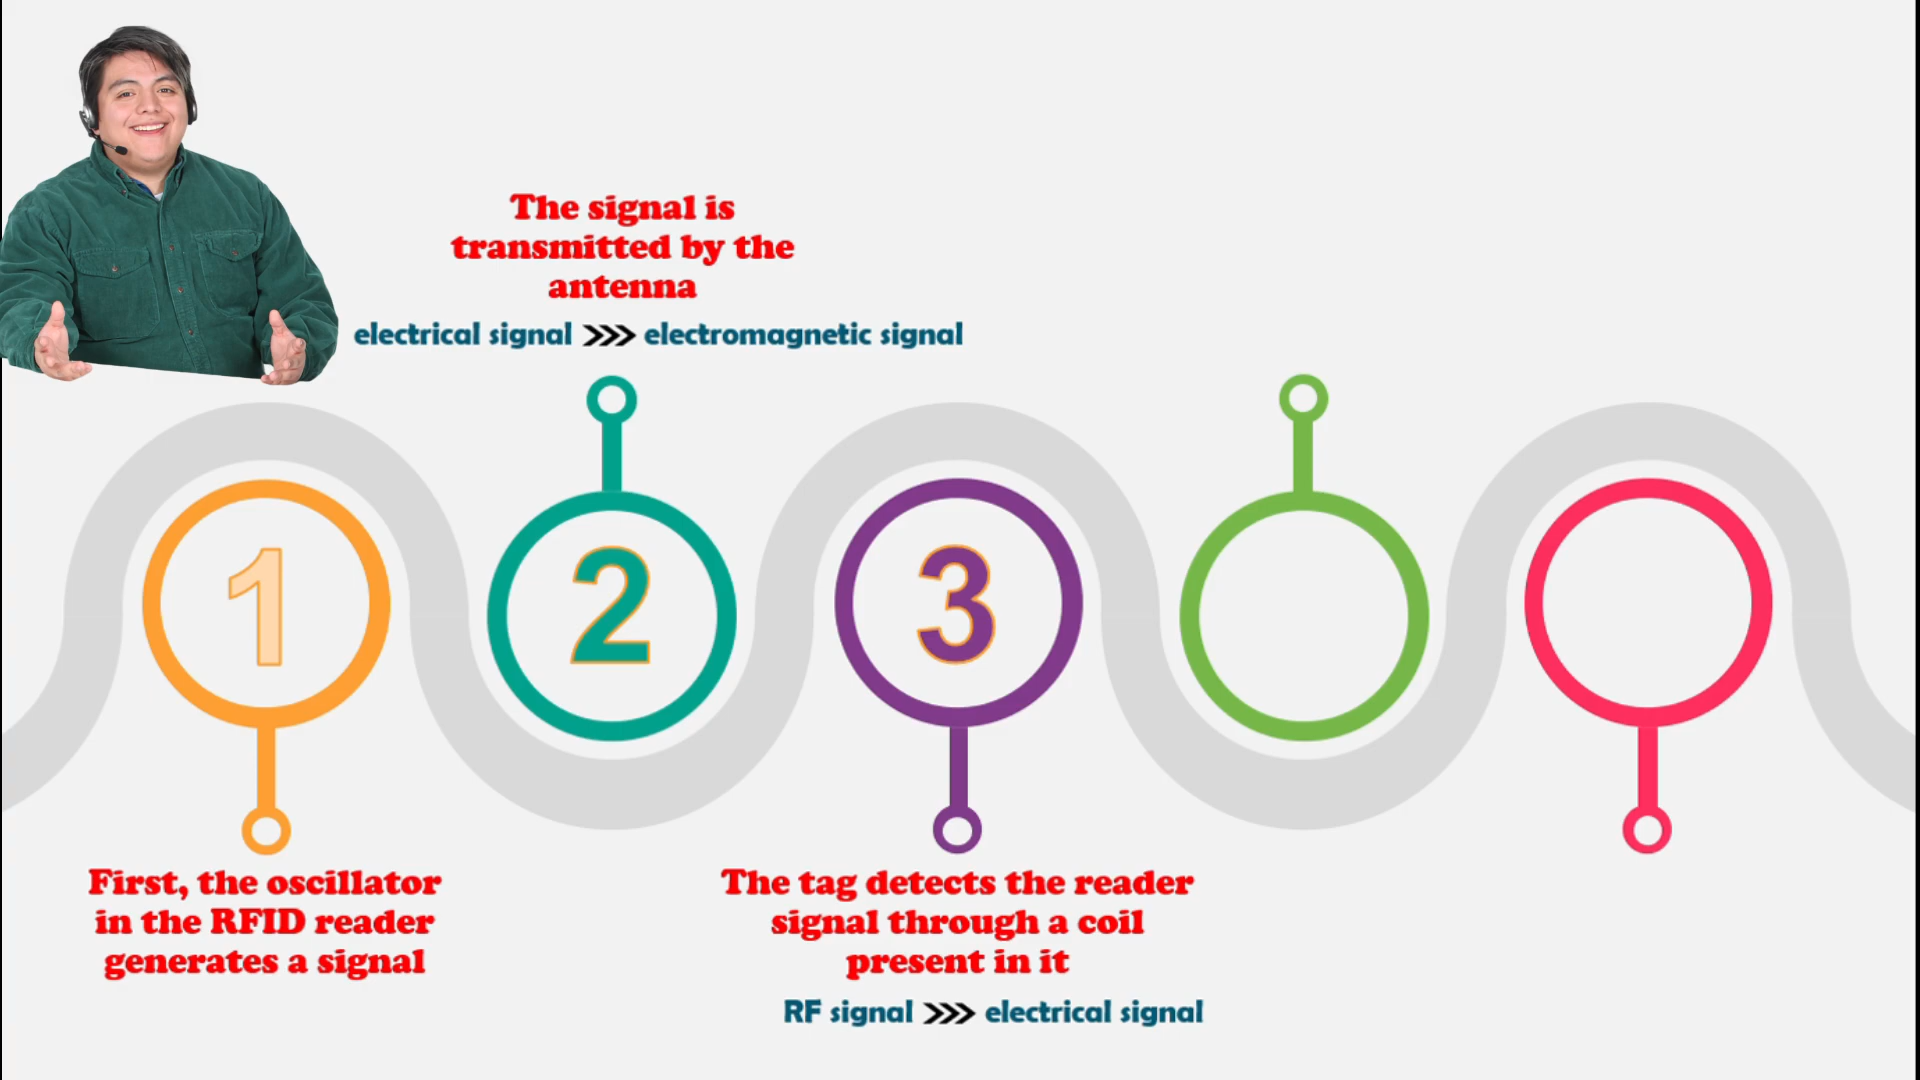 The signal is
transmitted by the
antenna
electrical signal >>> electromagnetic signal
1
2
3
First, the oscillator
in the RFID reader
generates a signal
The tag detects the reader
signal through a coil
present in it
RF signal >>> electrical signal